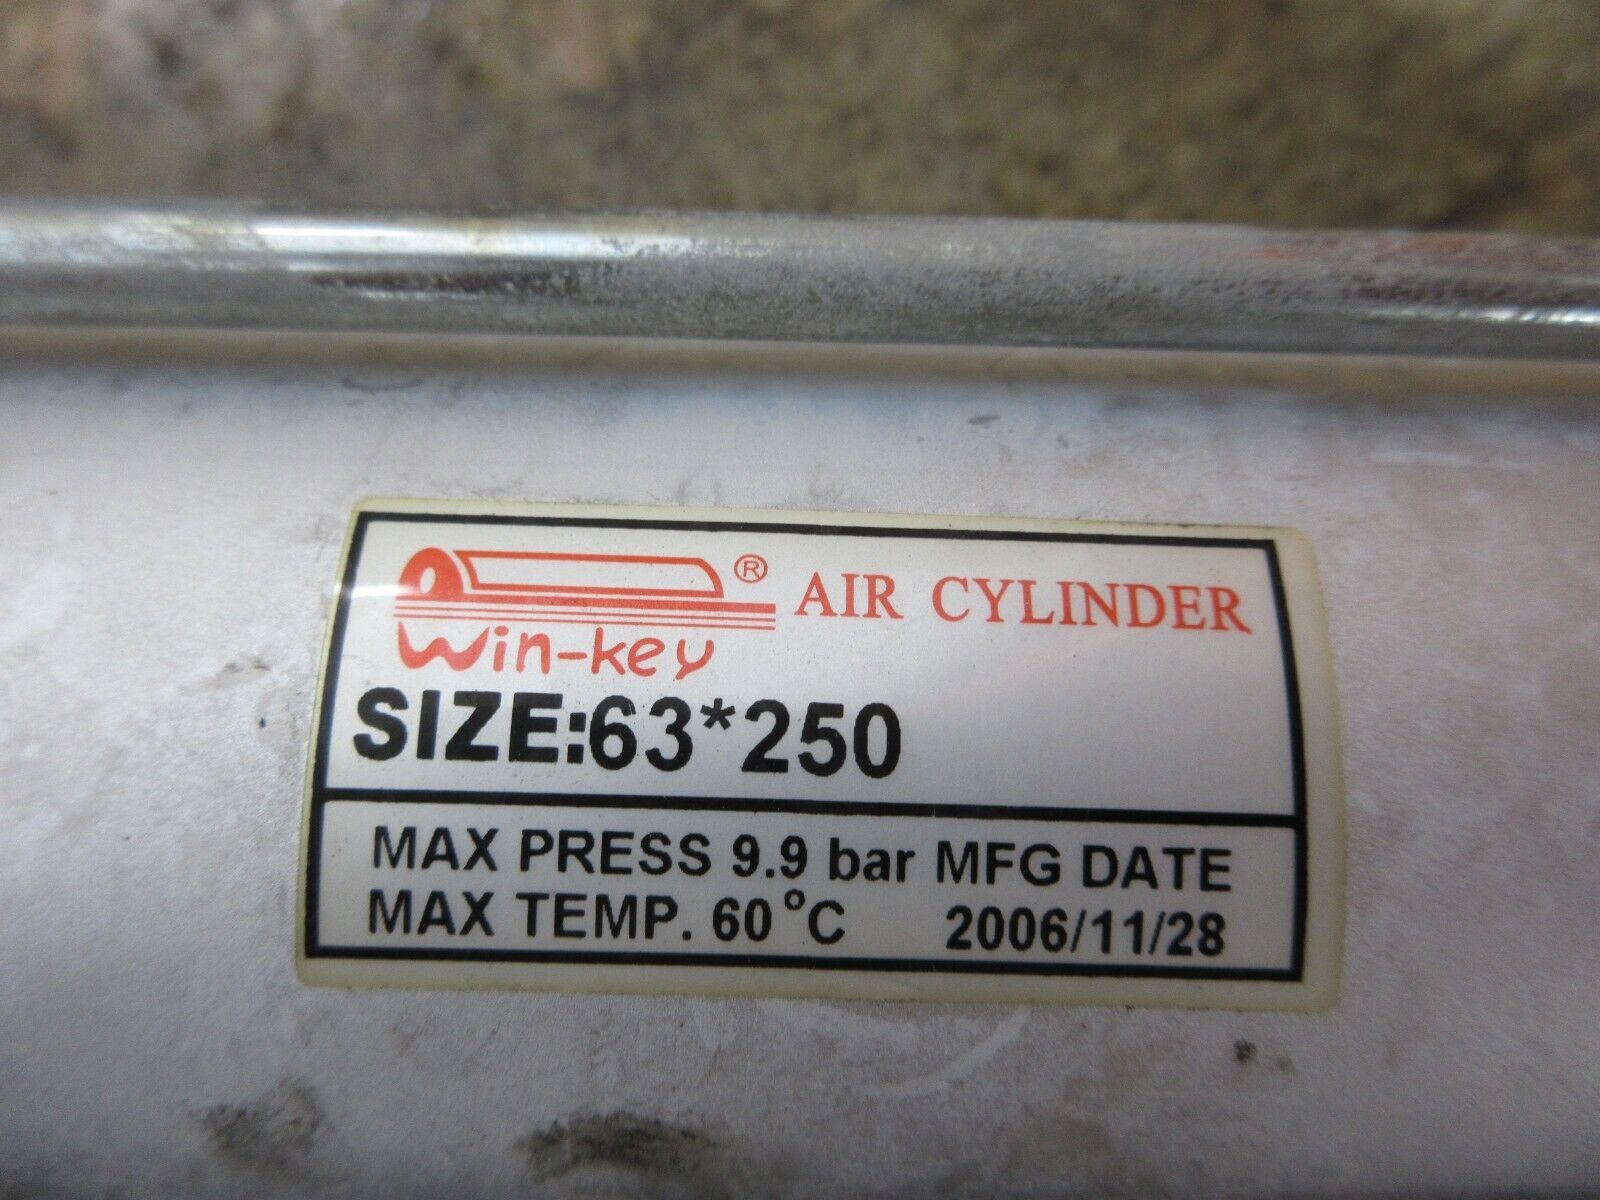 ® AIR CYLINDER
Win-key
SIZE:63*250
MAX PRESS 9.9 bar MFG DATE
MAX TEMP. 60°C 2006/11/28